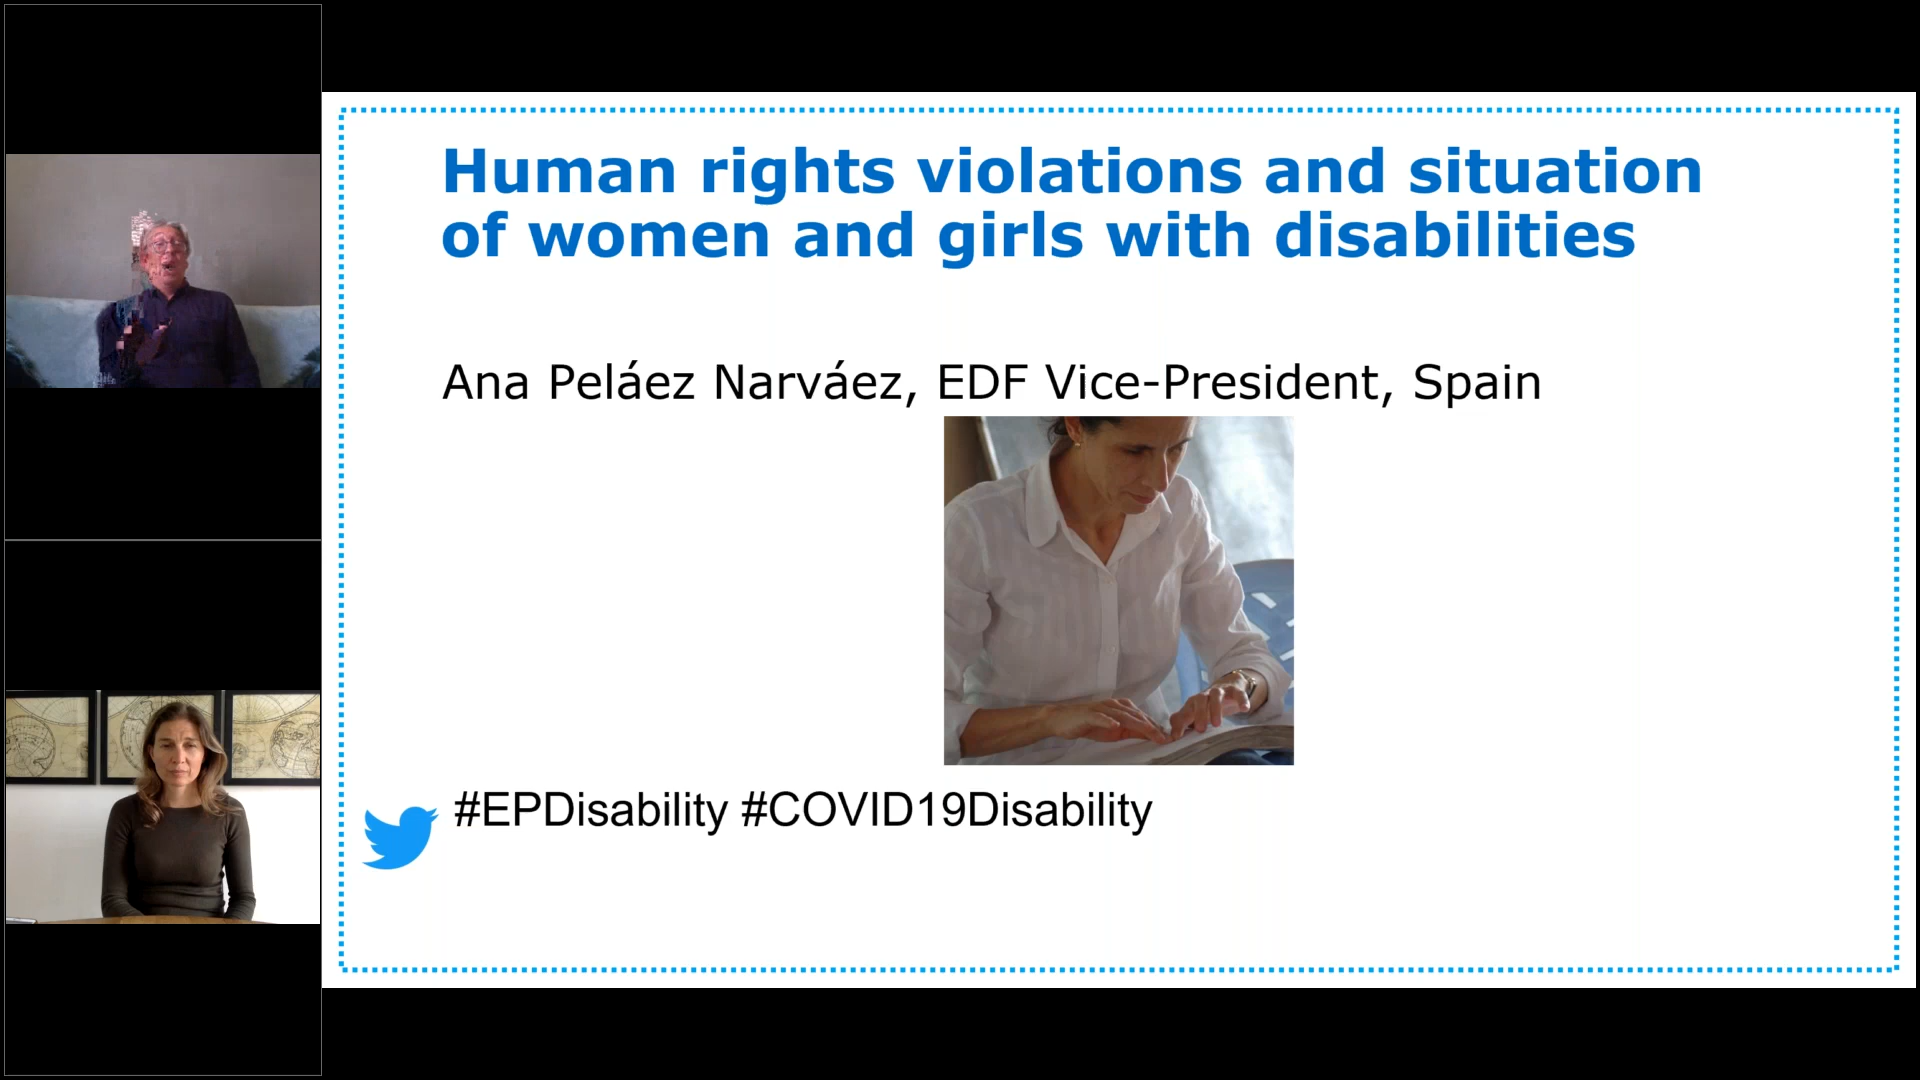 Human rights violations and situation
of women and girls with disabilities
Ana Peláez Narváez, EDF Vice-President, Spain
#EPDisability #COVID19Disability